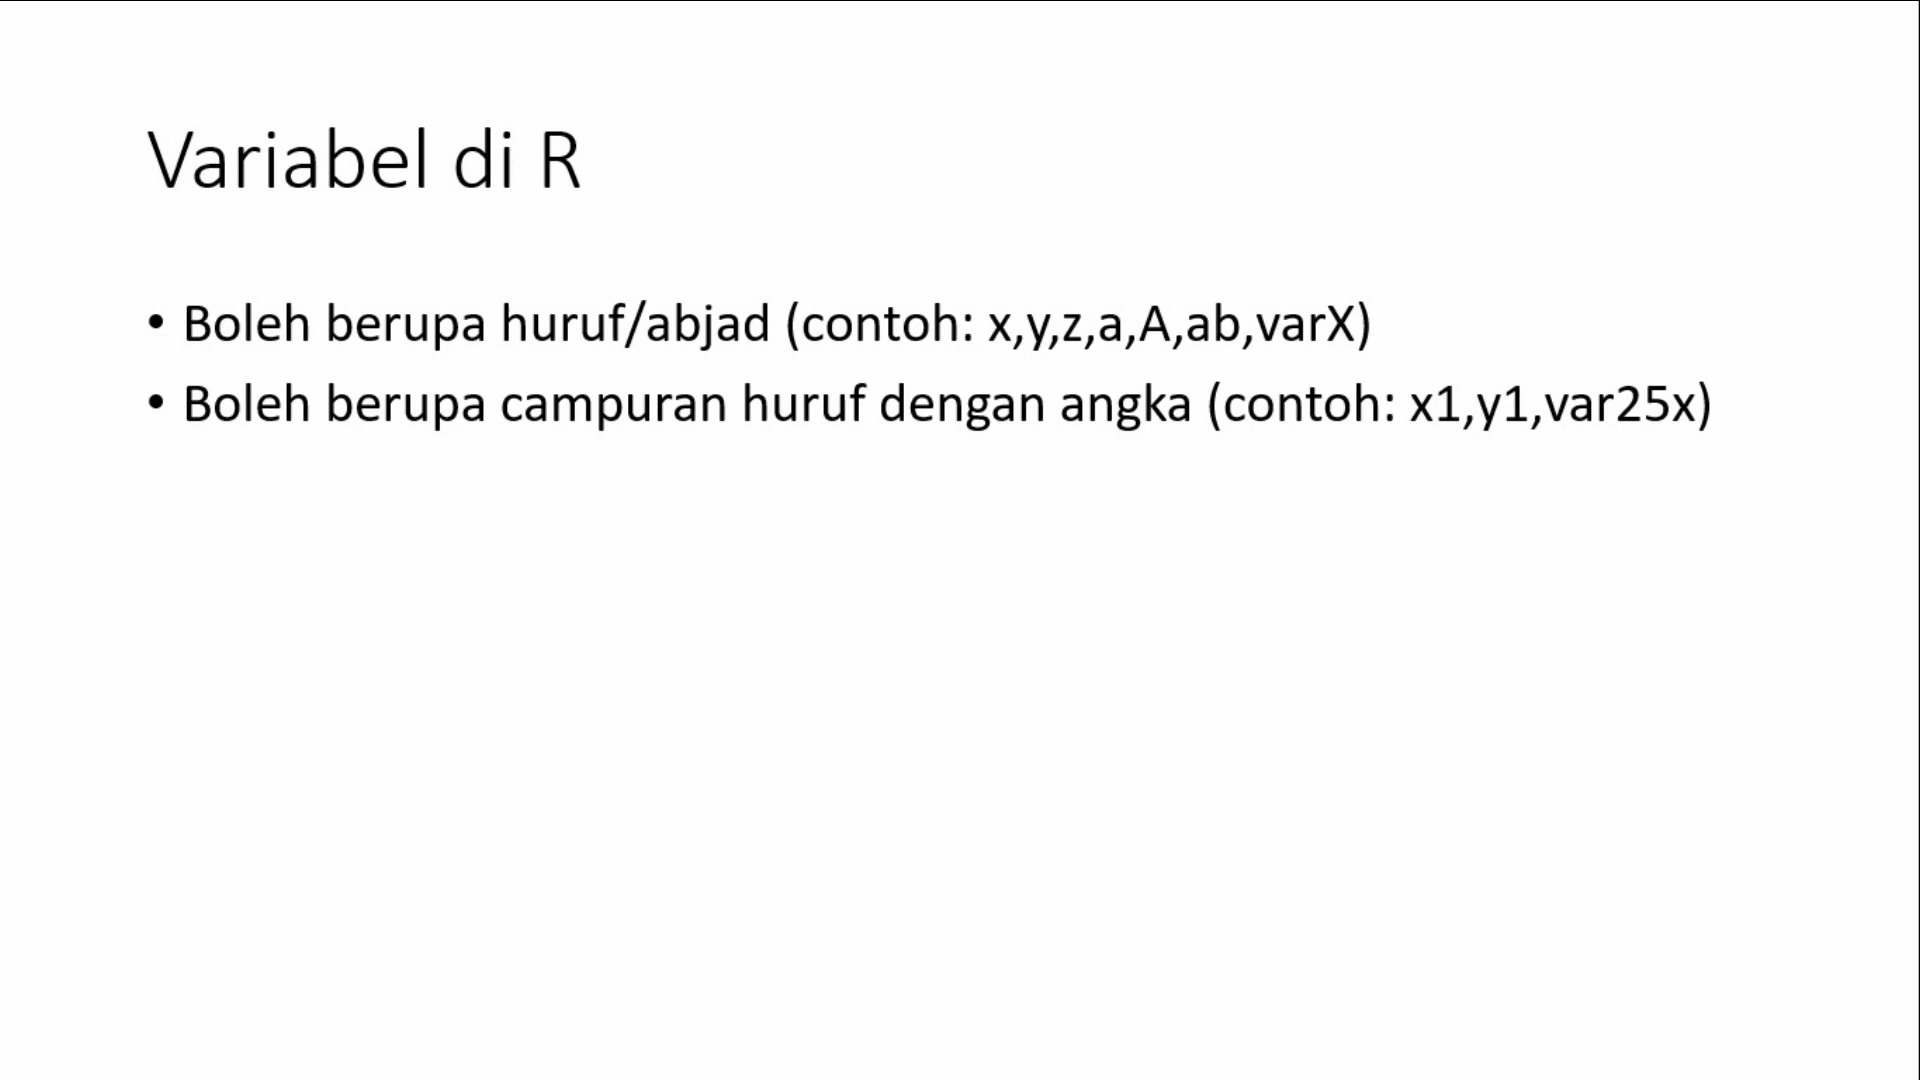 Variabel di R
• Boleh berupa huruf/abjad (contoh: x,y,z,a,A,ab,varX)
• Boleh berupa campuran huruf dengan angka (contoh: x1,y1,var25x)